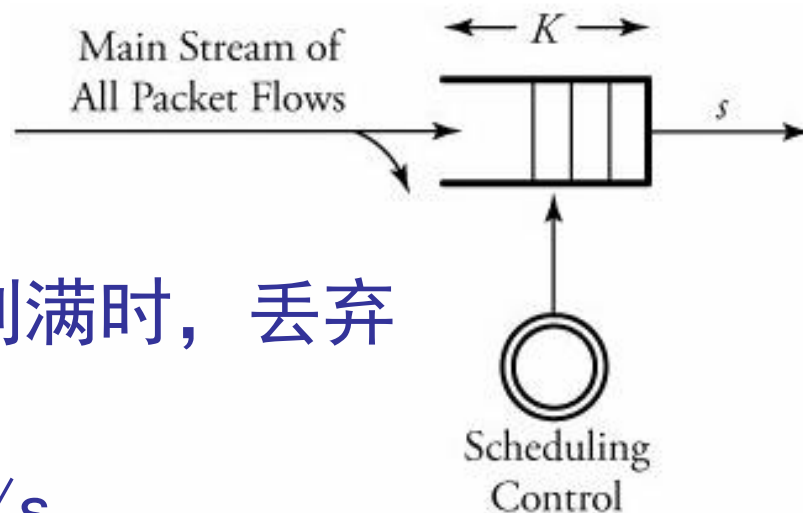 K
Main Stream of
All Packet Flows
s
满时，丢弃
Scheduling
Control
/s